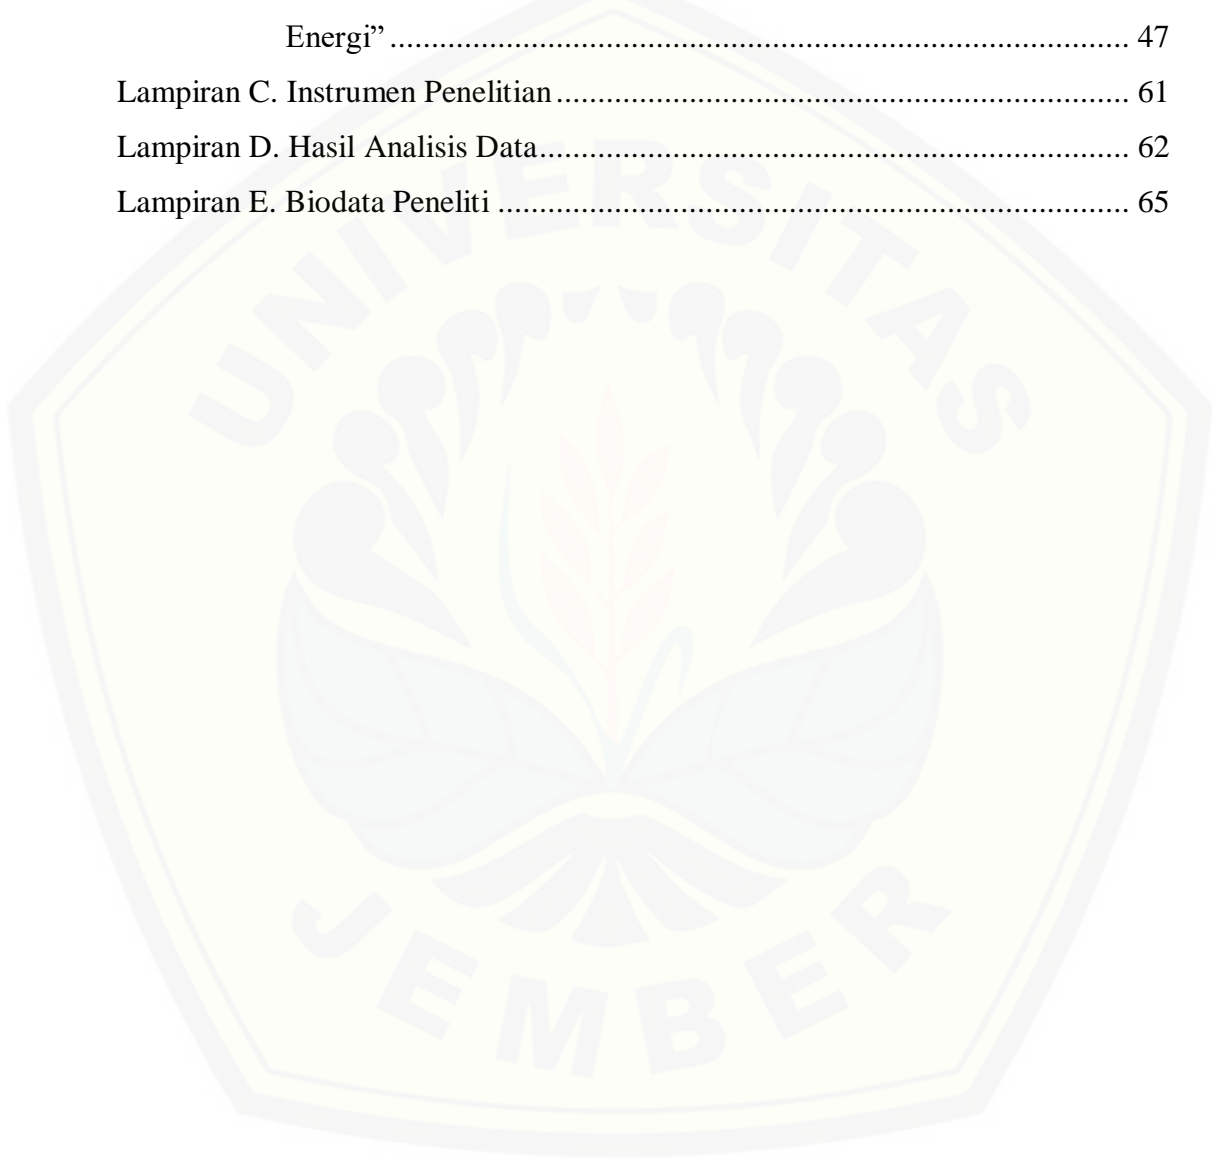 Energi” ........................................................................................... 47
Lampiran C. Instrumen Penelitian ...................................................................... 61
Lampiran D. Hasil Analisis Data........................................................................ 62
Lampiran E. Biodata Peneliti ............................................................................. 65
UNIVERSITAS
JEMBER